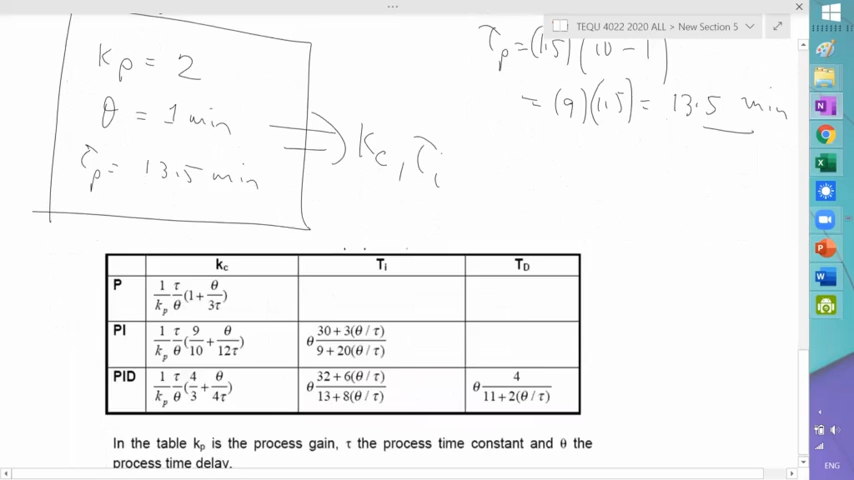 TEQU 4022 2020 ALL > New Section 5
kp = 2
θ = 1 min
τp = 13.5 min
⇒ kc, τi
τp = (1.5)(10 − 1)
= (9)(1.5) = 13.5 min
kc Ti TD
P 1/kp τ/θ (1 + θ/3τ)
PI 1/kp τ/θ (9/10 + θ/12τ) θ 30+3(θ/τ) / 9+20(θ/τ)
PID 1/kp τ/θ (4/3 + θ/4τ) θ 32+6(θ/τ) / 13+8(θ/τ) θ 4 / 11+2(θ/τ)
In the table kp is the process gain, τ the process time constant and θ the
process time delay.
ENG